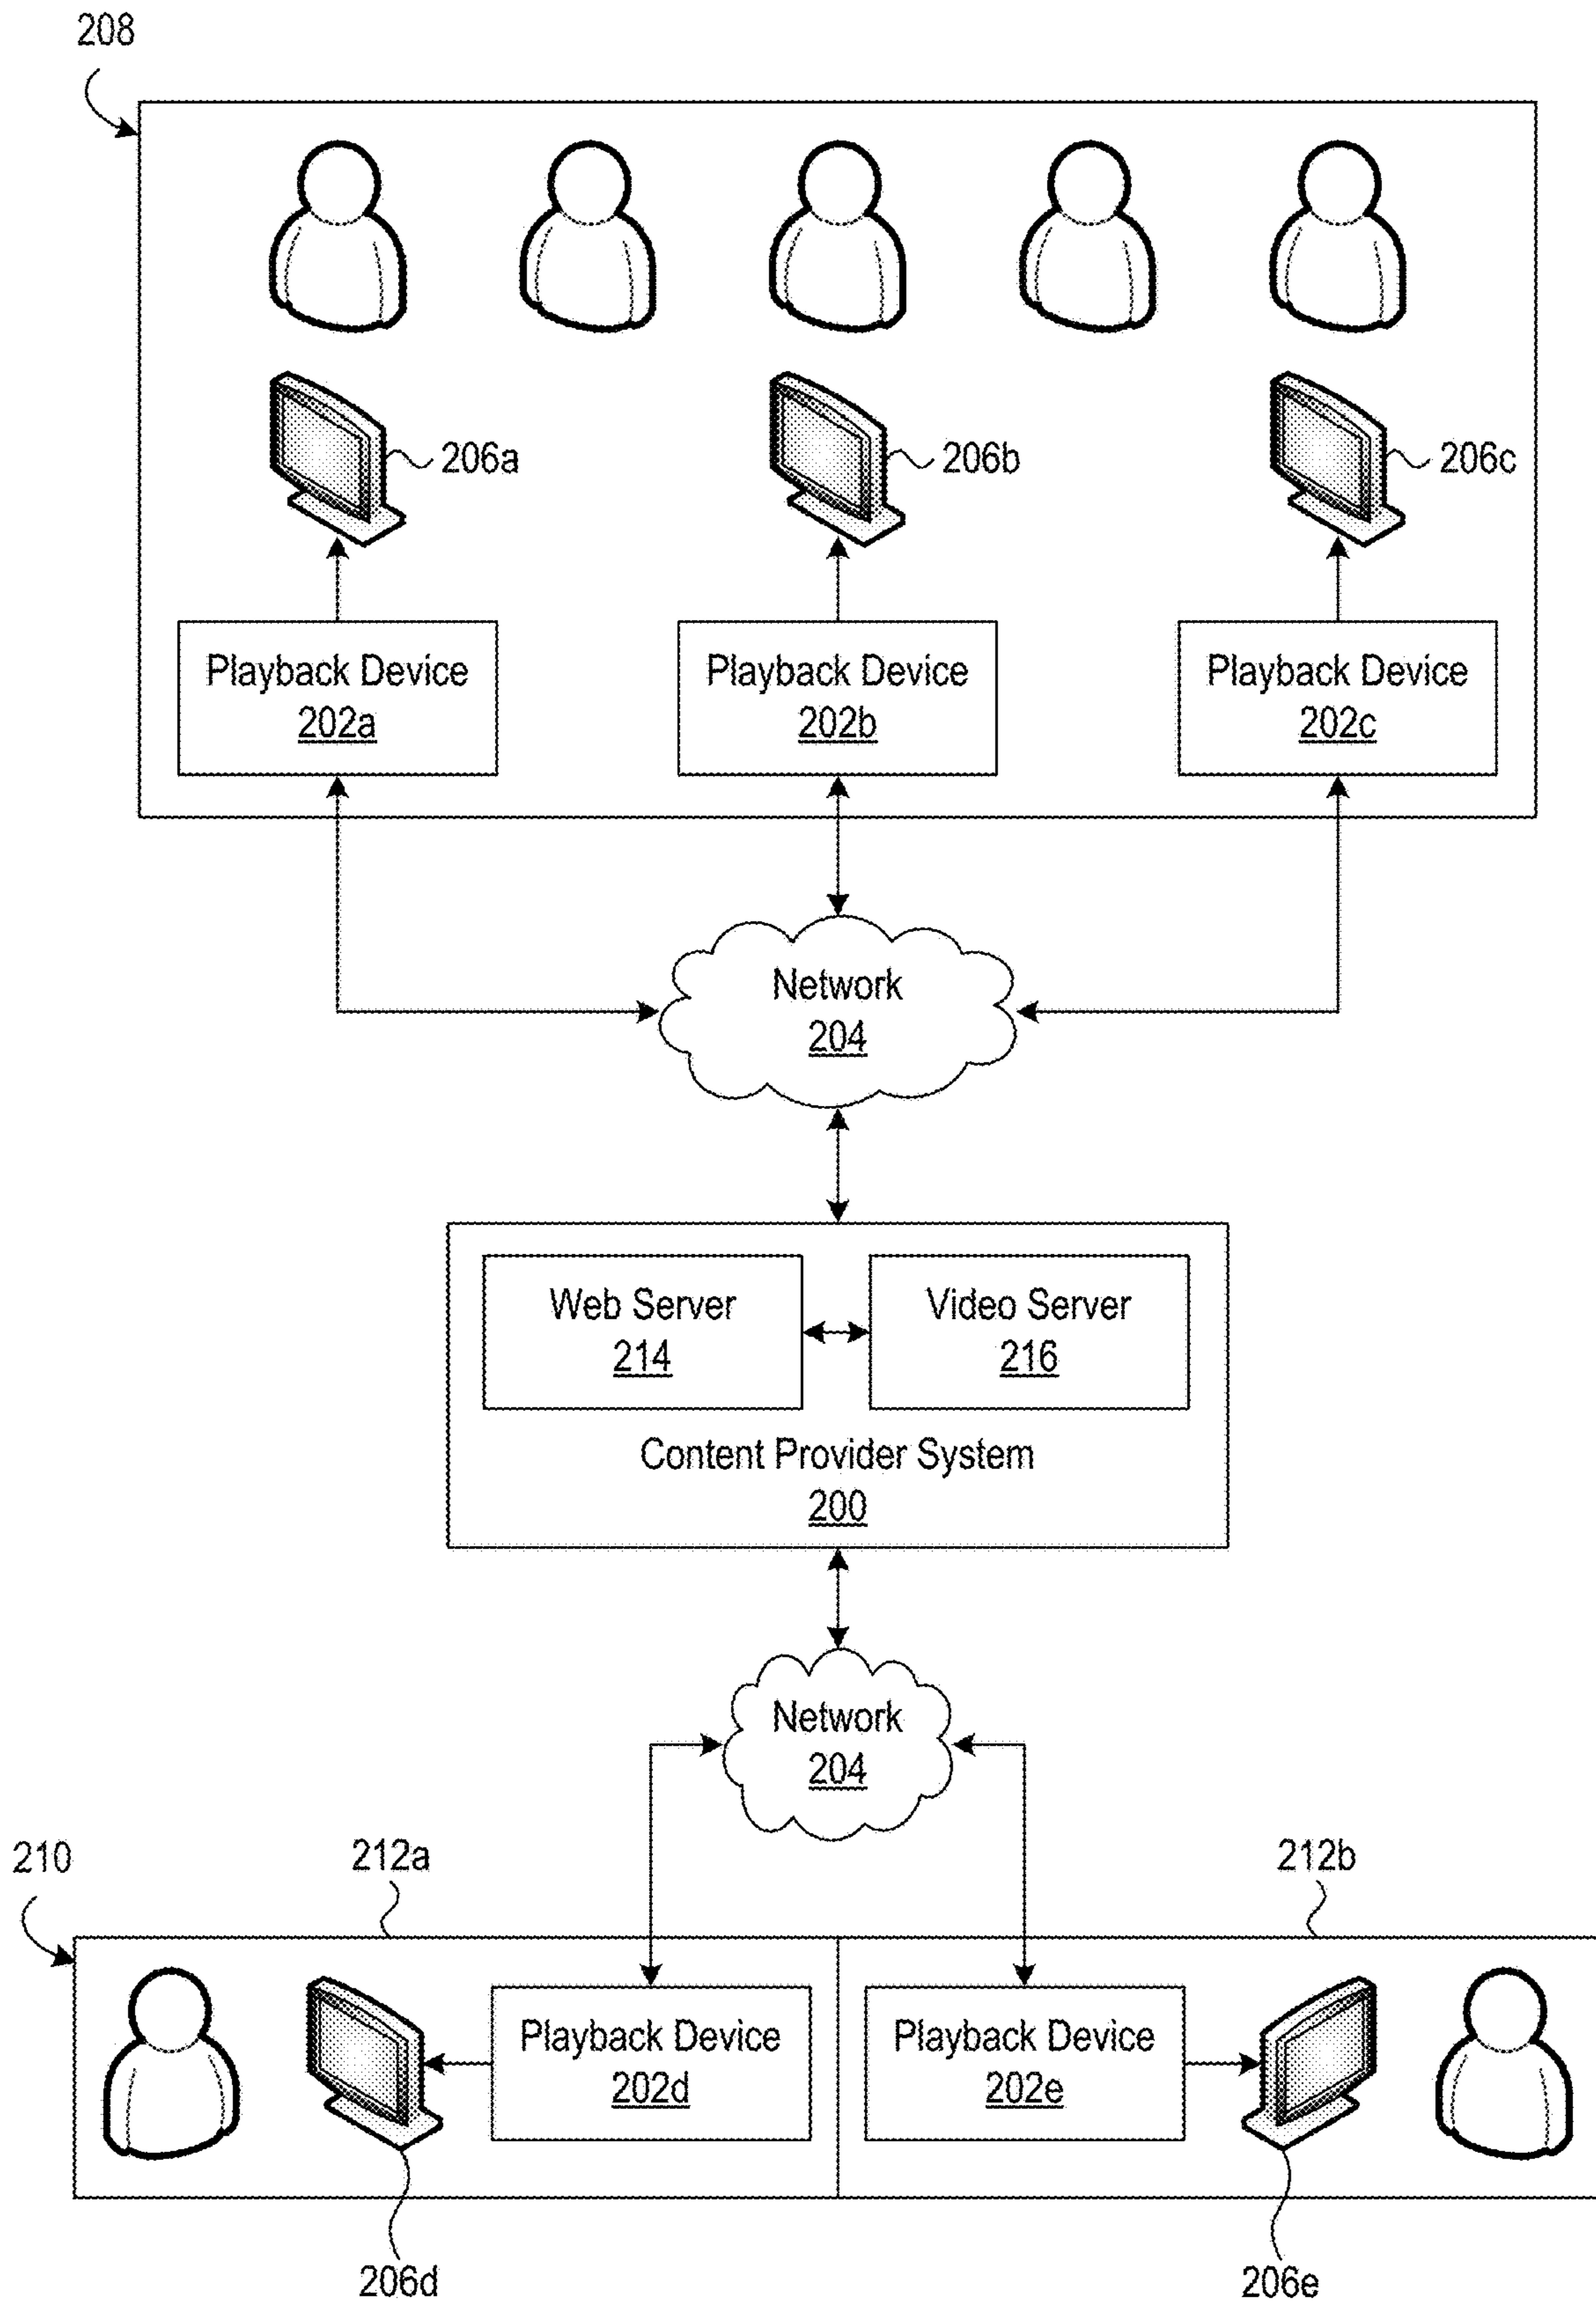 208
206a
206b
206c
Playback Device
202a
Playback Device
202b
Playback Device
202c
Network
204
Web Server
214
Video Server
216
Content Provider System
200
Network
204
210
212a
212b
Playback Device
202d
Playback Device
202e
206d
206e